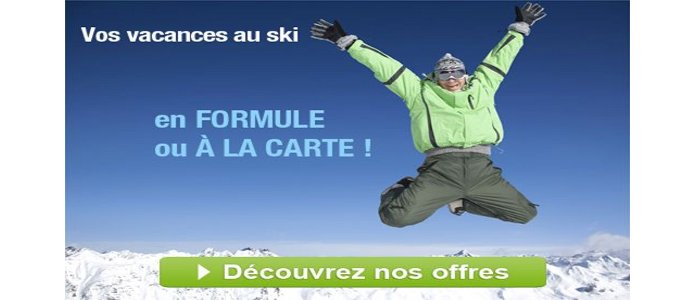 Vos vacances au ski
en FORMULE
ou À LA CARTE !
Découvrez nos offres